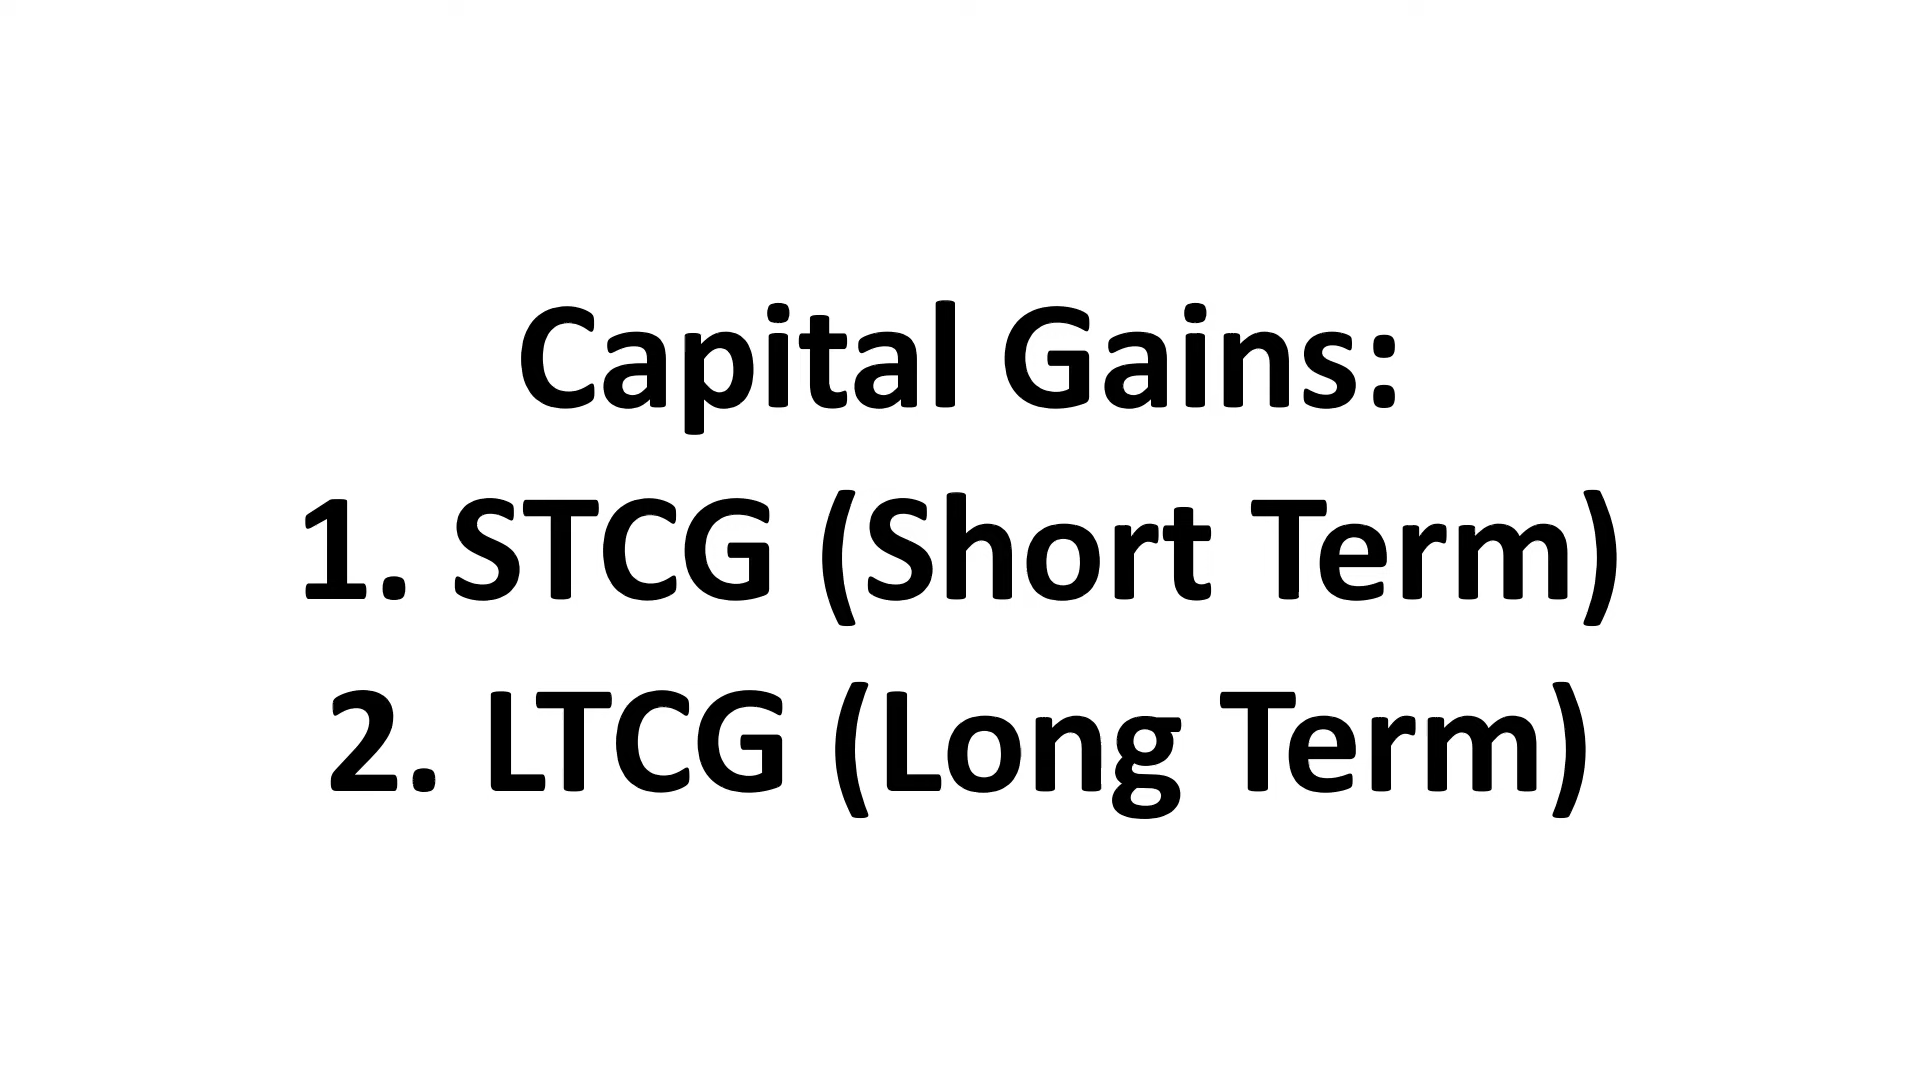 Capital Gains:
1. STCG (Short Term)
2. LTCG (Long Term)